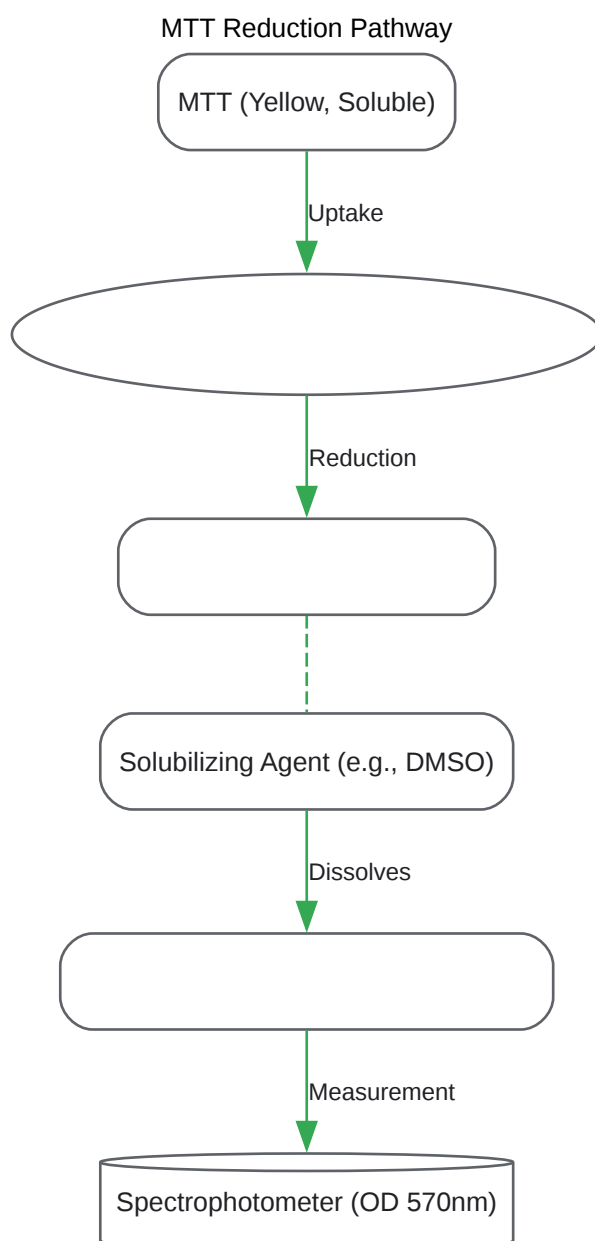 MTT Reduction Pathway
MTT (Yellow, Soluble)
Uptake
Reduction
Solubilizing Agent (e.g., DMSO)
Dissolves
Measurement
Spectrophotometer (OD 570nm)